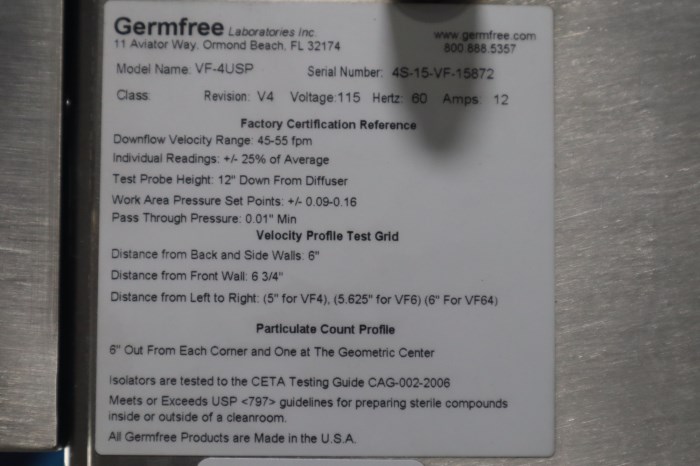 Germfree Laboratories Inc. www.germfree.com
11 Aviator Way, Ormond Beach, FL 32174 800 888.5357
Model Name: VF-4USP Serial Number: 4S-15-VF-15872
Class: Revision: V4 Voltage:115 Hertz: 60 Amps: 12
Factory Certification Reference
Downflow Velocity Range: 45-55 fpm
Individual Readings: +/- 25% of Average
Test Probe Height: 12" Down From Diffuser
Work Area Pressure Set Points: +/- 0.09-0.16
Pass Through Pressure: 0.01" Min
Velocity Profile Test Grid
Distance from Back and Side Walls: 6"
Distance from Front Wall: 6 3/4"
Distance from Left to Right: (5" for VF4), (5.625" for VF6) (6" For VF64)
Particulate Count Profile
6" Out From Each Corner and One at The Geometric Center
Isolators are tested to the CETA Testing Guide CAG-002-2006
Meets or Exceeds USP <797> guidelines for preparing sterile compounds
inside or outside of a cleanroom.
All Germfree Products are Made in the U.S.A.